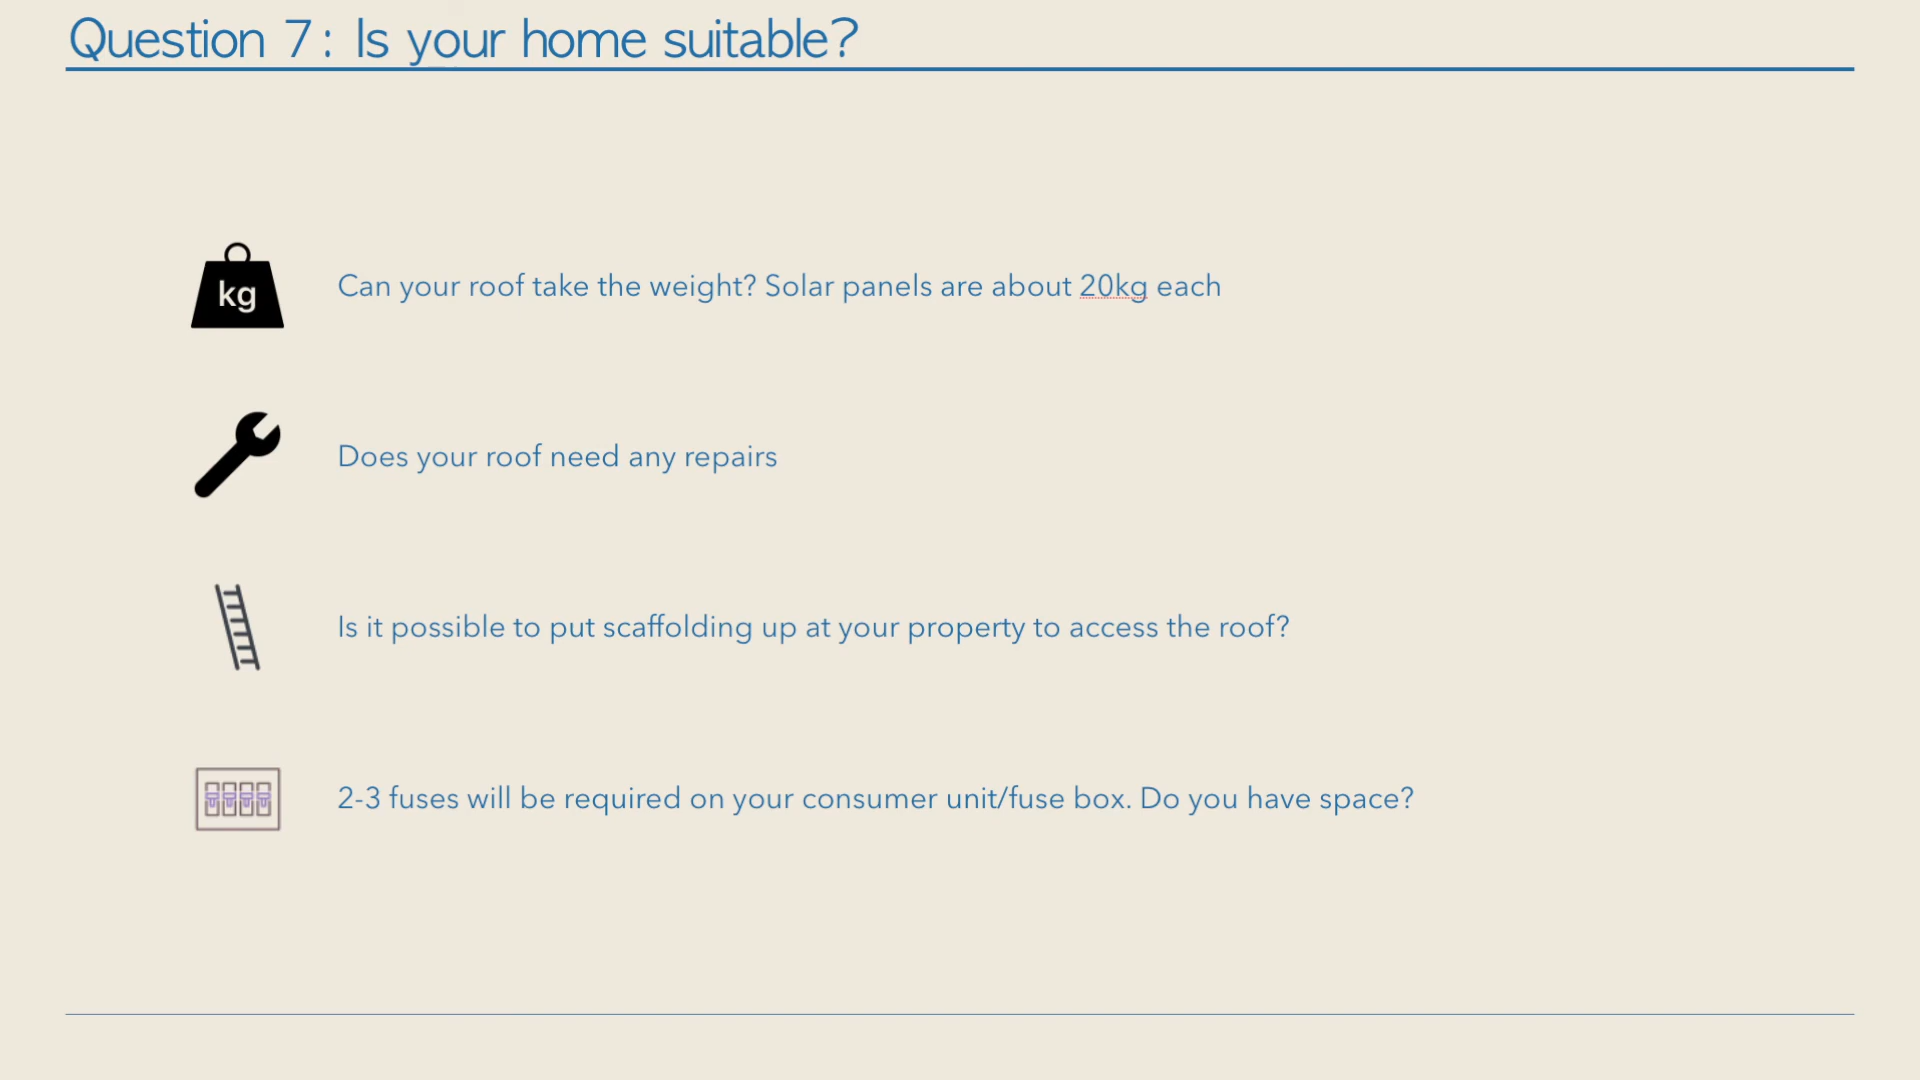 Question 7: Is your home suitable?
kg
Can your roof take the weight? Solar panels are about 20kg each
Does your roof need any repairs
Is it possible to put scaffolding up at your property to access the roof?
2-3 fuses will be required on your consumer unit/fuse box. Do you have space?